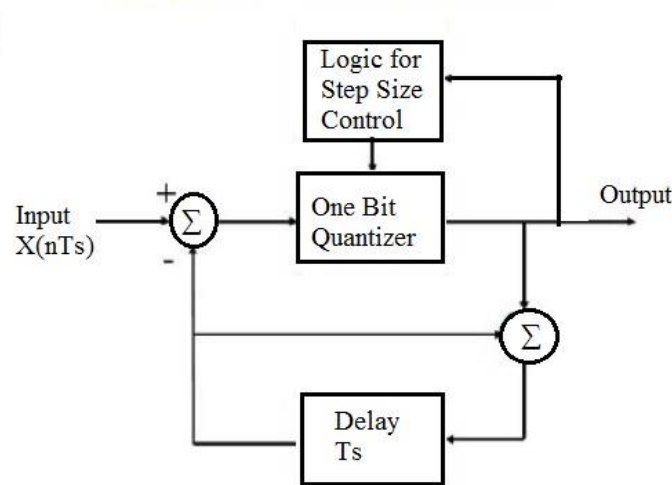 Logic for
Step Size
Control
+
Σ
-
Input
X(nTs)
One Bit
Quantizer
Output
Σ
Delay
Ts